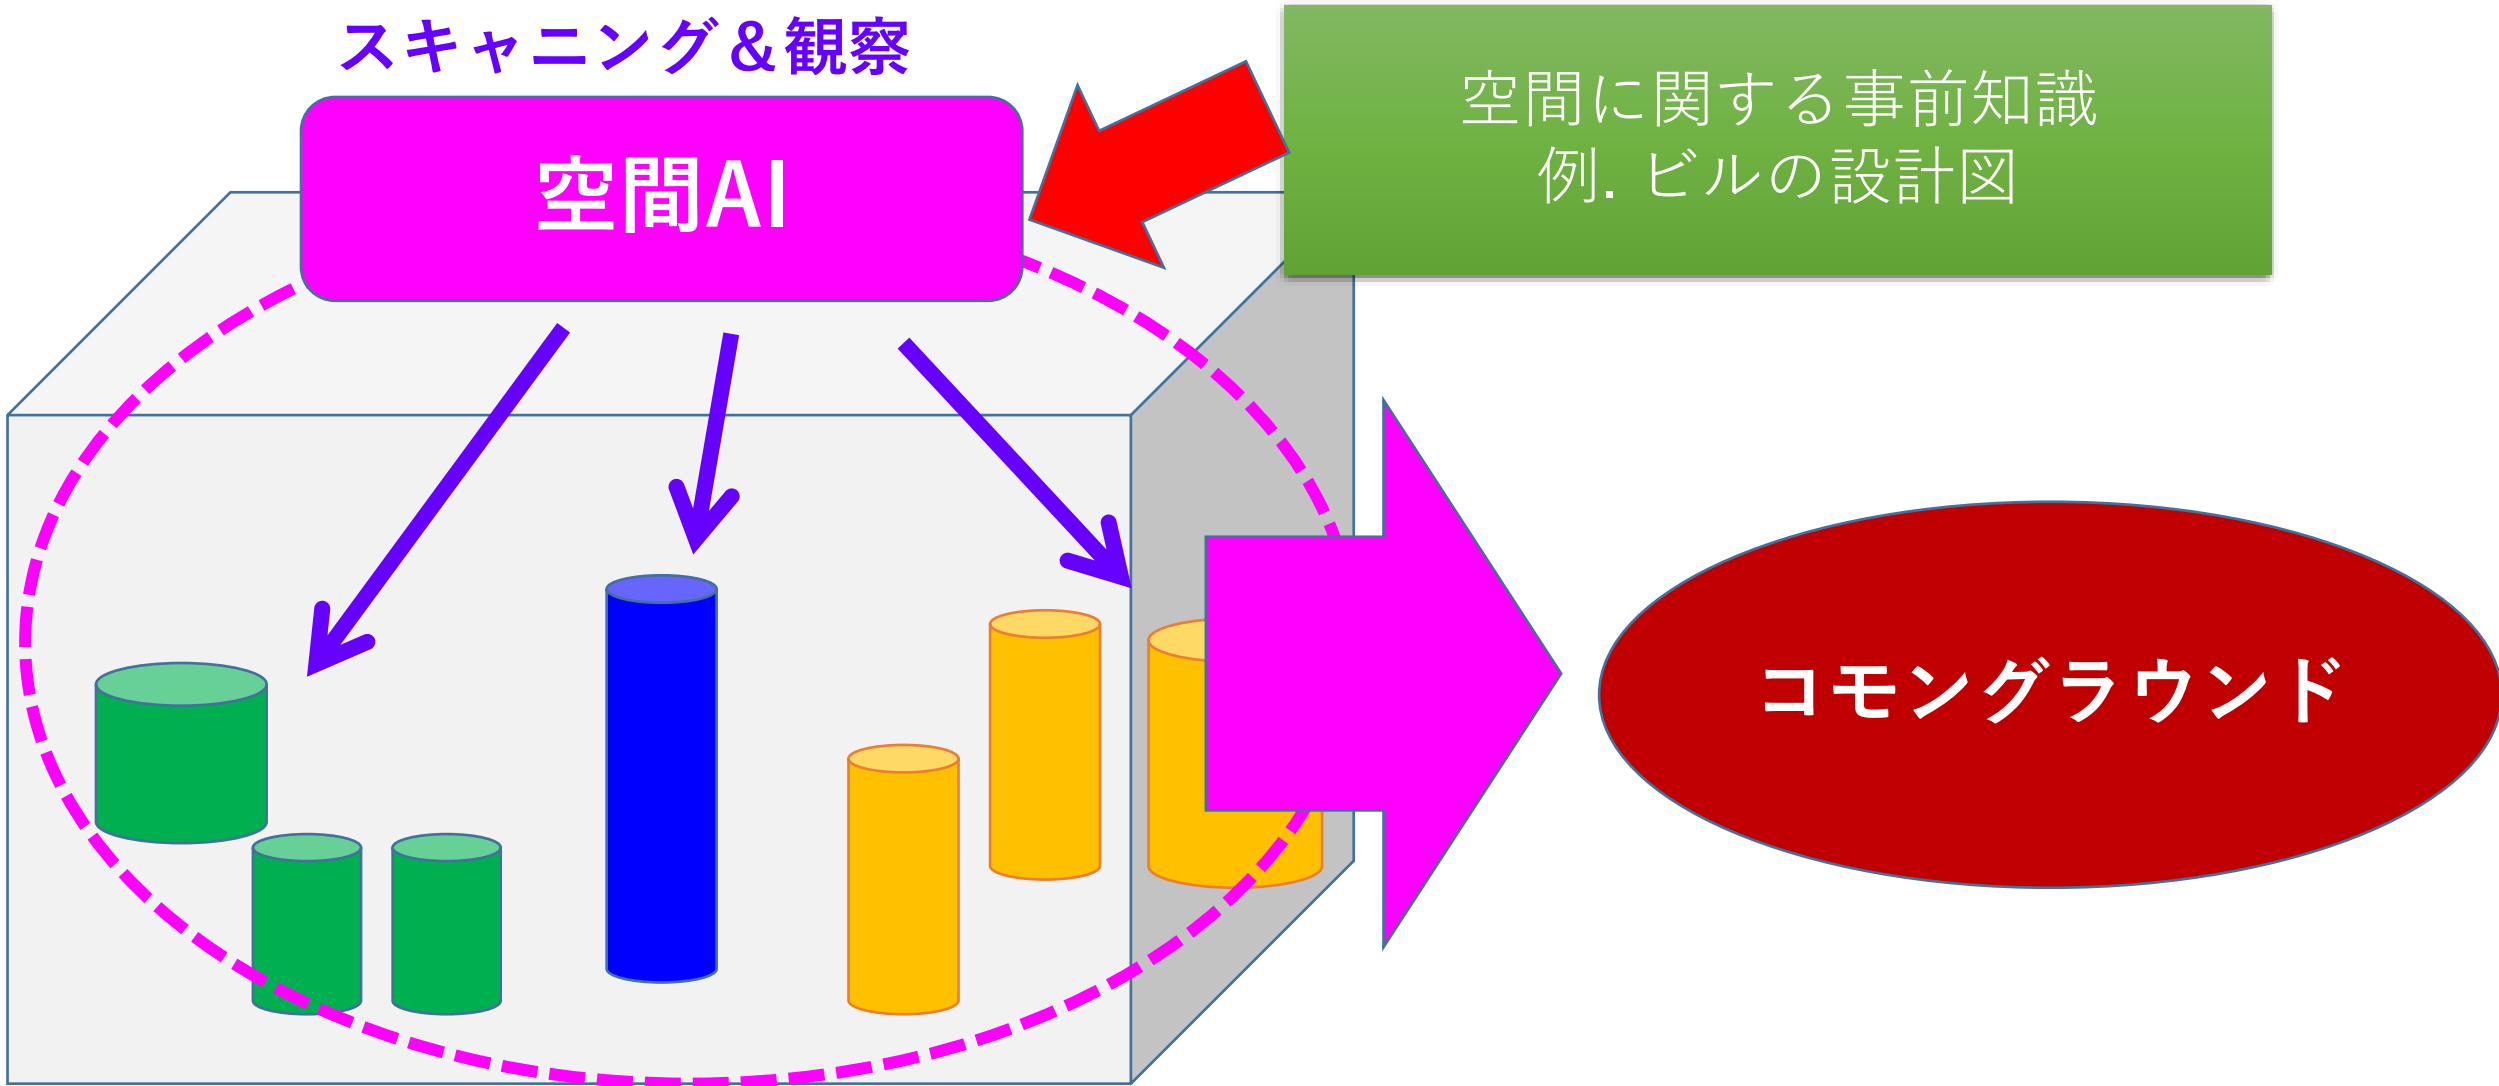 スキャニング & 観察
空間AI
空間に関する事前知識
例. ビルの設計図
コモングラウンド